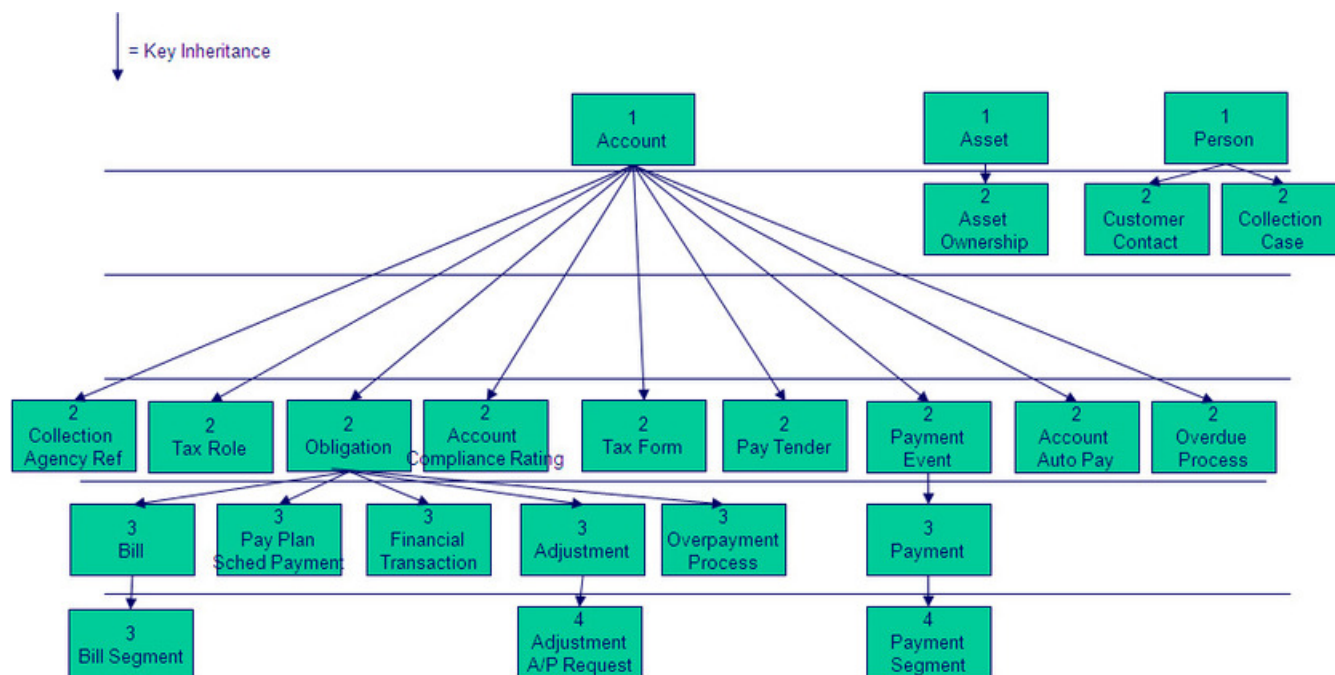 = Key Inheritance
1
Account
1
Asset
1
Person
2
Asset
Ownership
2
Customer
Contact
2
Collection
Case
2
Collection
Agency Ref
2
Tax Role
2
Obligation
2
Account
Compliance Rating
2
Tax Form
2
Pay Tender
2
Payment
Event
2
Account
Auto Pay
2
Overdue
Process
3
Bill
3
Pay Plan
Sched Payment
3
Financial
Transaction
3
Adjustment
3
Overpayment
Process
3
Payment
3
Bill Segment
4
Adjustment
A/P Request
4
Payment
Segment